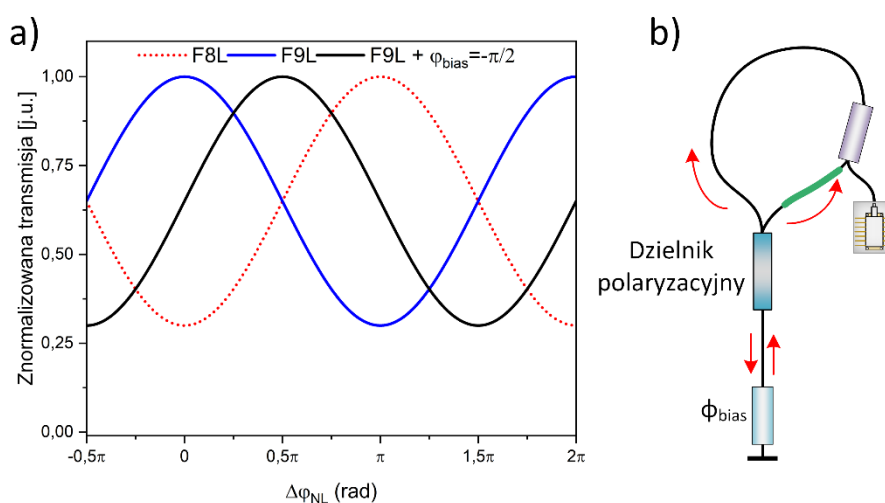 a)
F8L
F9L
F9L + φbias=-π/2
1,00
0,75
0,50
0,25
0,00
Znormalizowana transmisja [j.u.]
-0,5π
0
0,5π
π
1,5π
2π
ΔφNL (rad)
b)
Dzielnik
polaryzacyjny
ϕbias